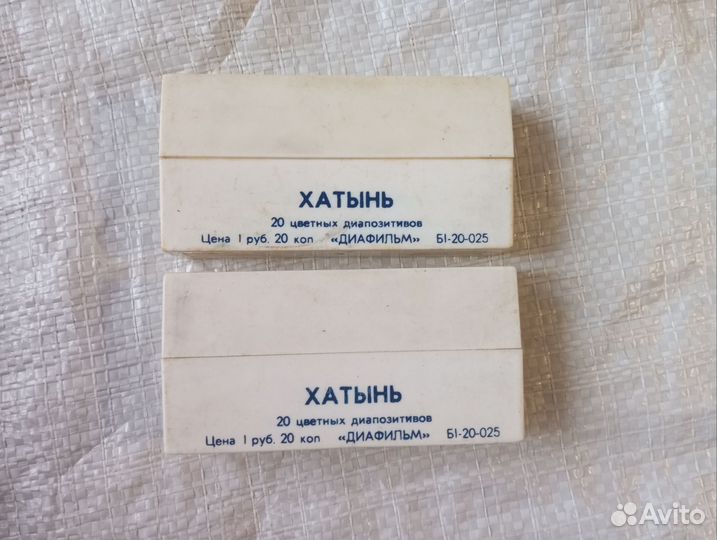 ХАТЫНЬ
20 цветных диапозитивов
Цена 1 руб. 20 коп «ДИАФИЛЬМ» Б1-20-025
ХАТЫНЬ
20 цветных диапозитивов
Цена 1 руб. 20 коп «ДИАФИЛЬМ» Б1-20-025
Avito